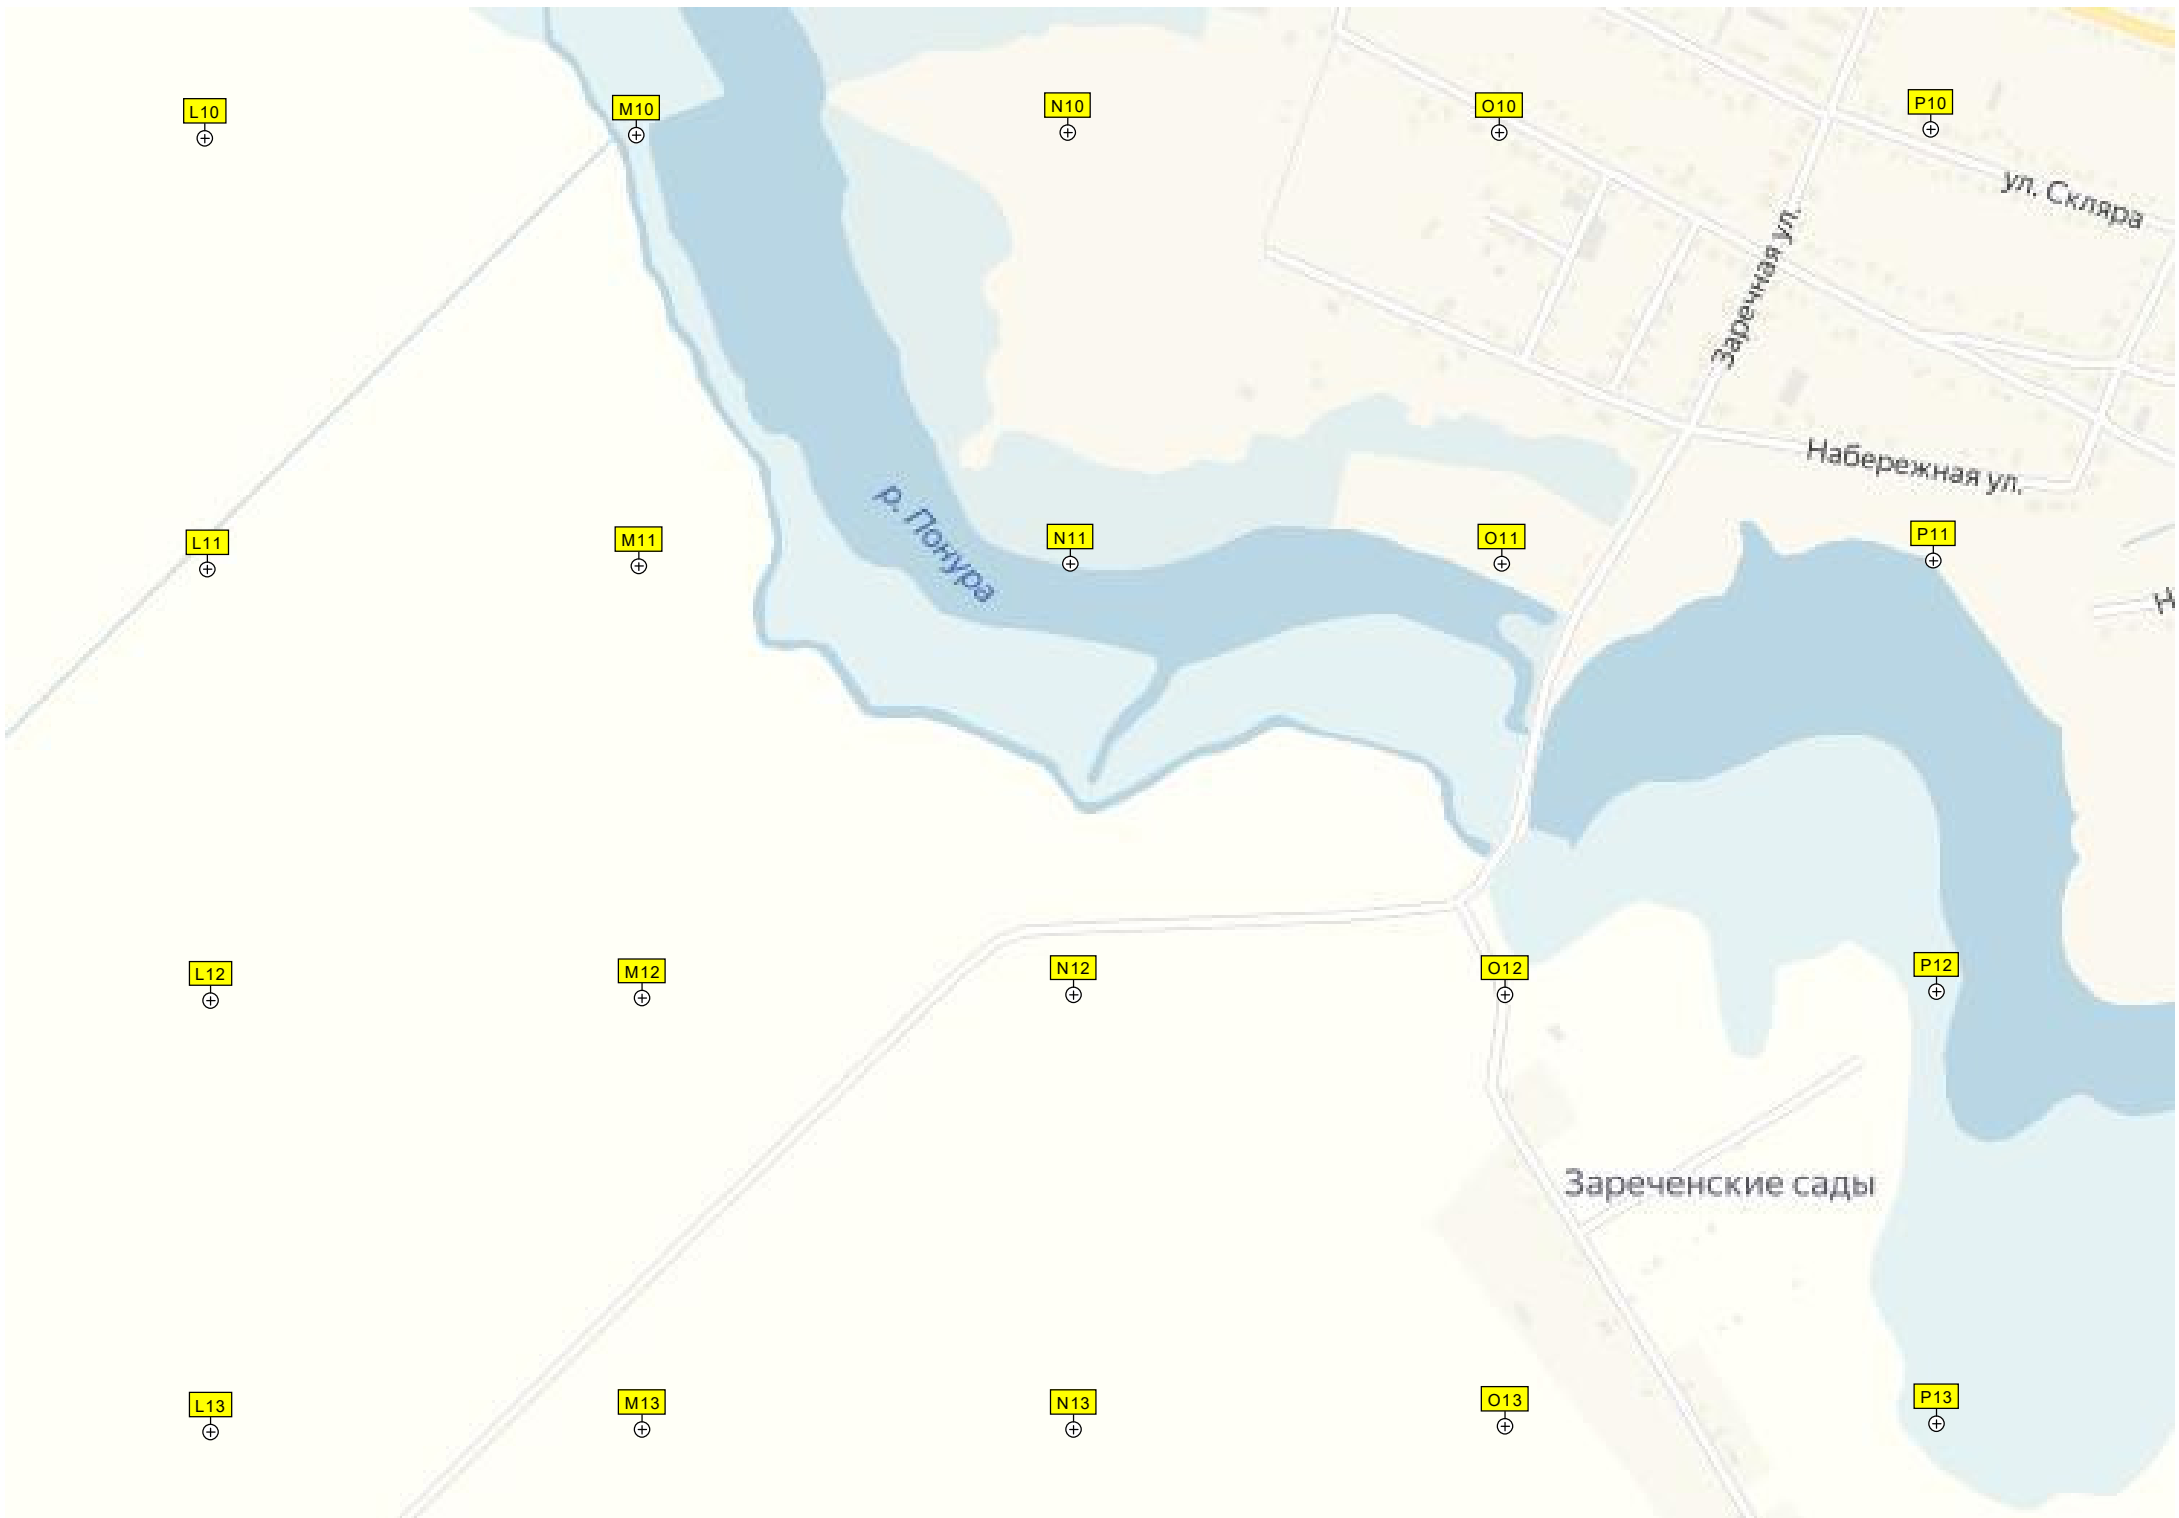 L10
M10
N10
O10
P10
ул. Скляра
Заречная ул.
Набережная ул.
р. Понура
L11
M11
N11
O11
P11
Н
L12
M12
N12
O12
P12
Зареченские сады
L13
M13
N13
O13
P13